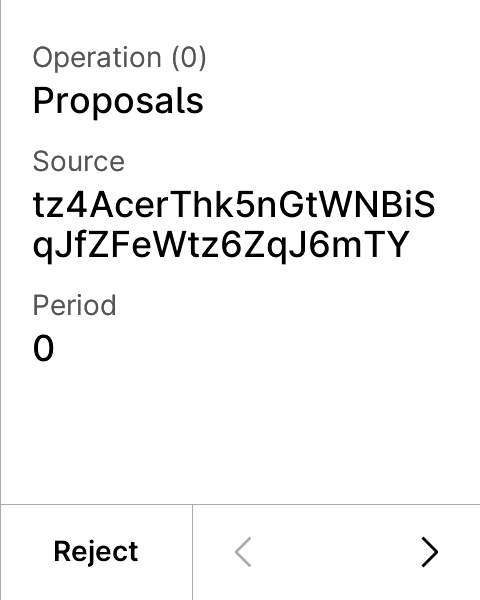 Operation (0)
Proposals
Source
tz4AcerThk5nGtWNBiS
qJfZFeWtz6ZqJ6mTY
Period
0
Reject